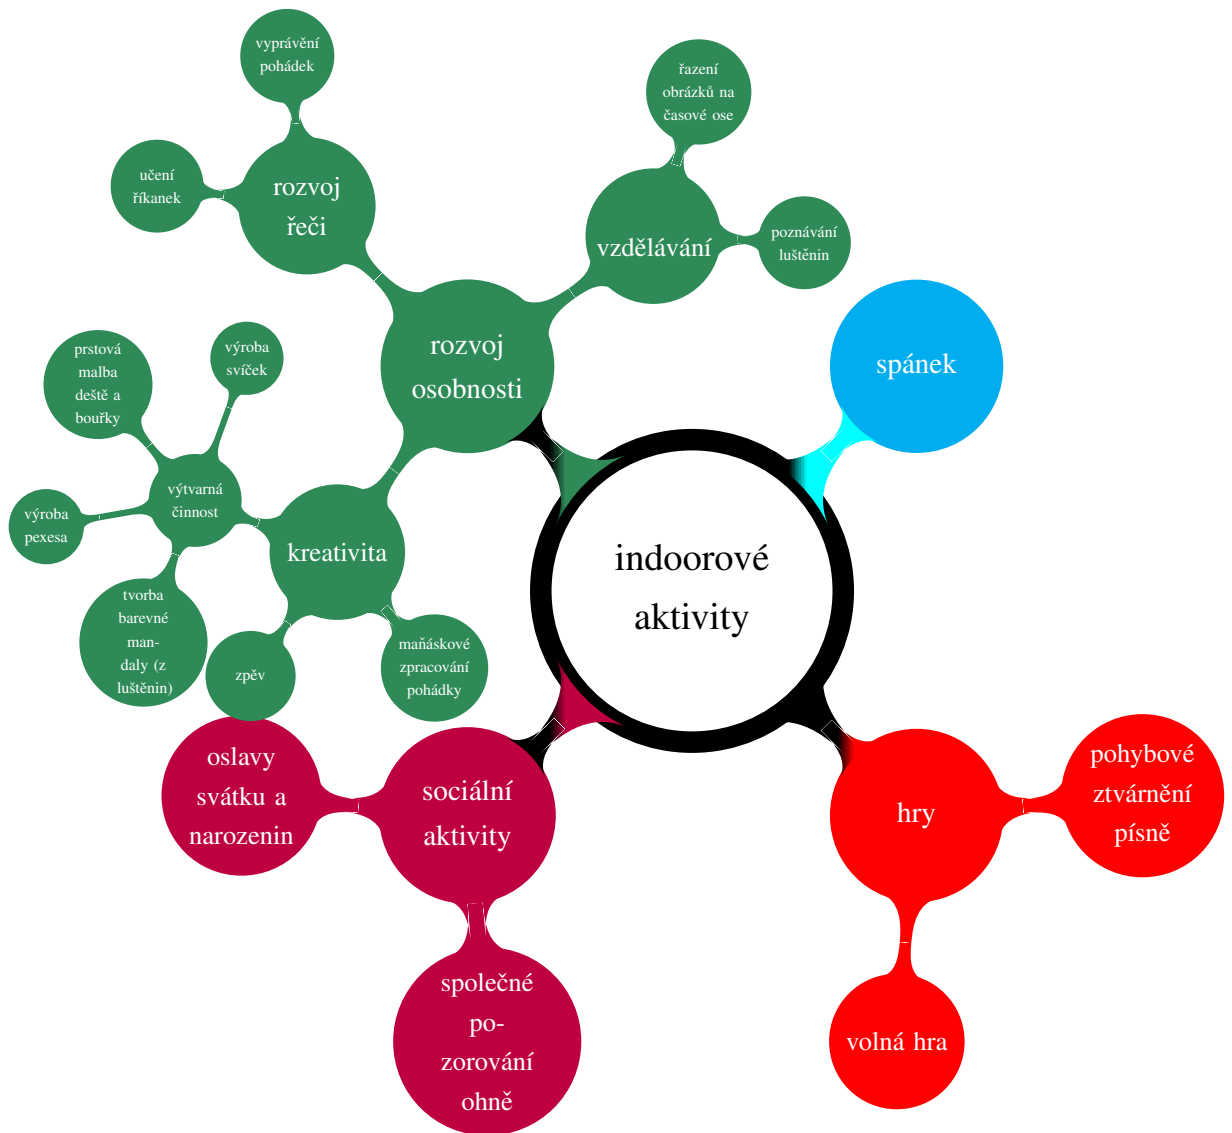 vyprávění
pohádek
řazení
obrázků na
časové ose
učení
říkanek
rozvoj
řeči
vzdělávání
poznávání
luštěnin
rozvoj
osobnosti
spánek
prstová
malba
deště a
bouřky
výroba
svíček
výtvarná
činnost
výroba
pexesa
kreativita
indoorové
aktivity
tvorba
barevné
man-
daly (z
luštěnin)
zpěv
maňáskové
zpracování
pohádky
oslavy
svátku a
narozenin
sociální
aktivity
hry
pohybové
ztvárnění
písně
společné
po-
zorování
ohně
volná hra